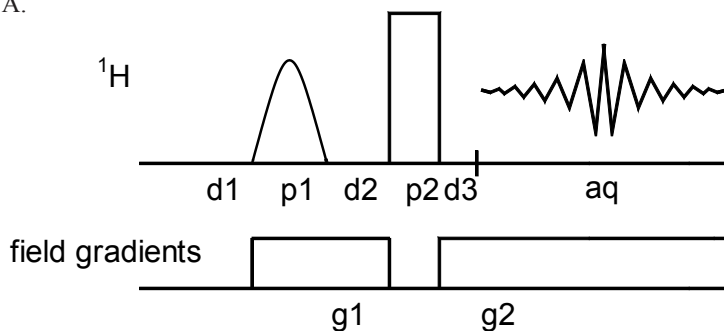 A.
¹H
d1 p1 d2 p2 d3 aq
field gradients
g1 g2